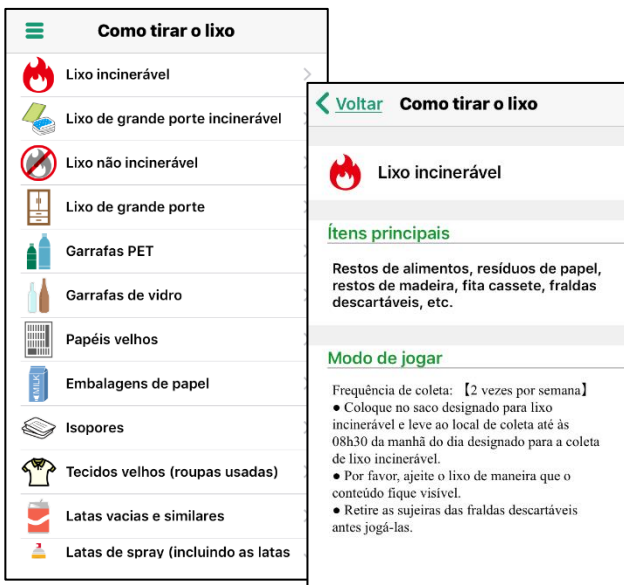 Como tirar o lixo
Lixo incinerável
Lixo de grande porte incinerável
Lixo não incinerável
Lixo de grande porte
Garrafas PET
Garrafas de vidro
Papéis velhos
MILK
Embalagens de papel
Isopores
Tecidos velhos (roupas usadas)
Latas vacias e similares
Latas de spray (incluindo as latas
Voltar Como tirar o lixo
Lixo incinerável
Ítens principais
Restos de alimentos, resíduos de papel,
restos de madeira, fita cassete, fraldas
descartáveis, etc.
Modo de jogar
Frequência de coleta: 【2 vezes por semana】
● Coloque no saco designado para lixo
incinerável e leve ao local de coleta até às
08h30 da manhã do dia designado para a coleta
de lixo incinerável.
● Por favor, ajeite o lixo de maneira que o
conteúdo fique visível.
● Retire as sujeiras das fraldas descartáveis
antes jogá-las.